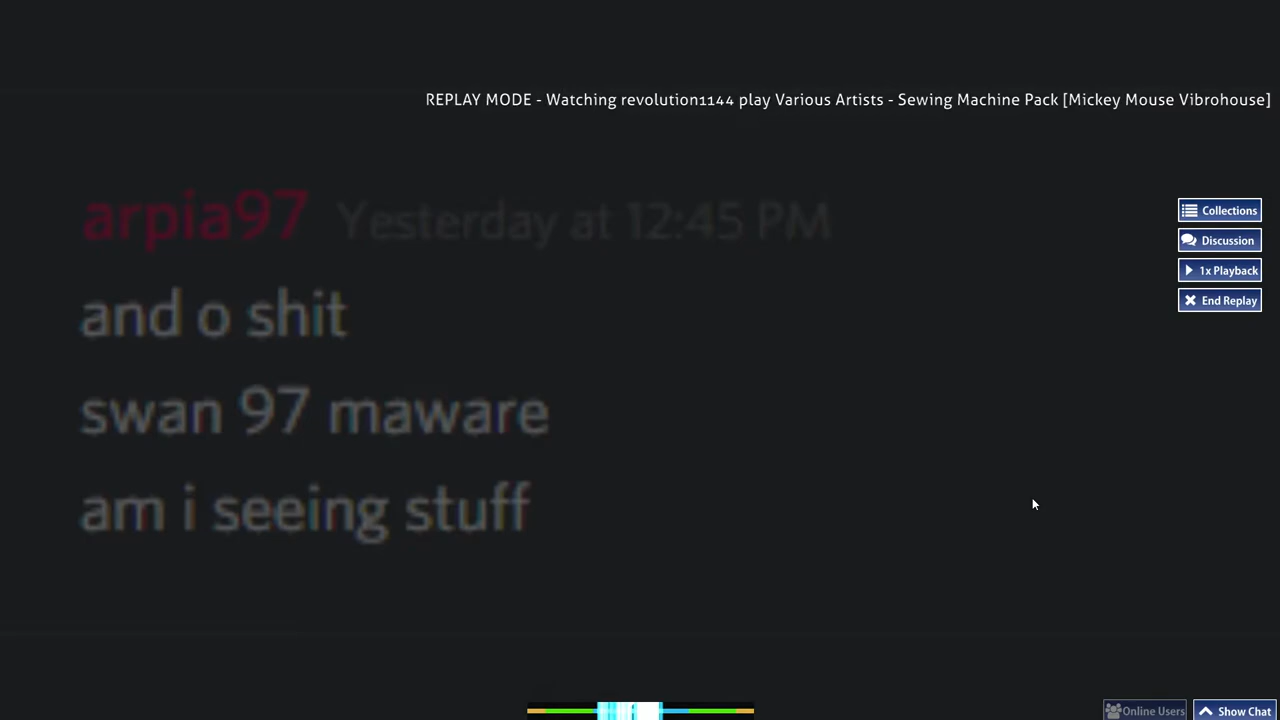 REPLAY MODE - Watching revolution1144 play Various Artists - Sewing Machine Pack [Mickey Mouse Vibrohouse]
arpia97 Yesterday at 12:45 PM
and o shit
swan 97 maware
am i seeing stuff
Collections
Discussion
1x Playback
End Replay
Online Users
Show Chat